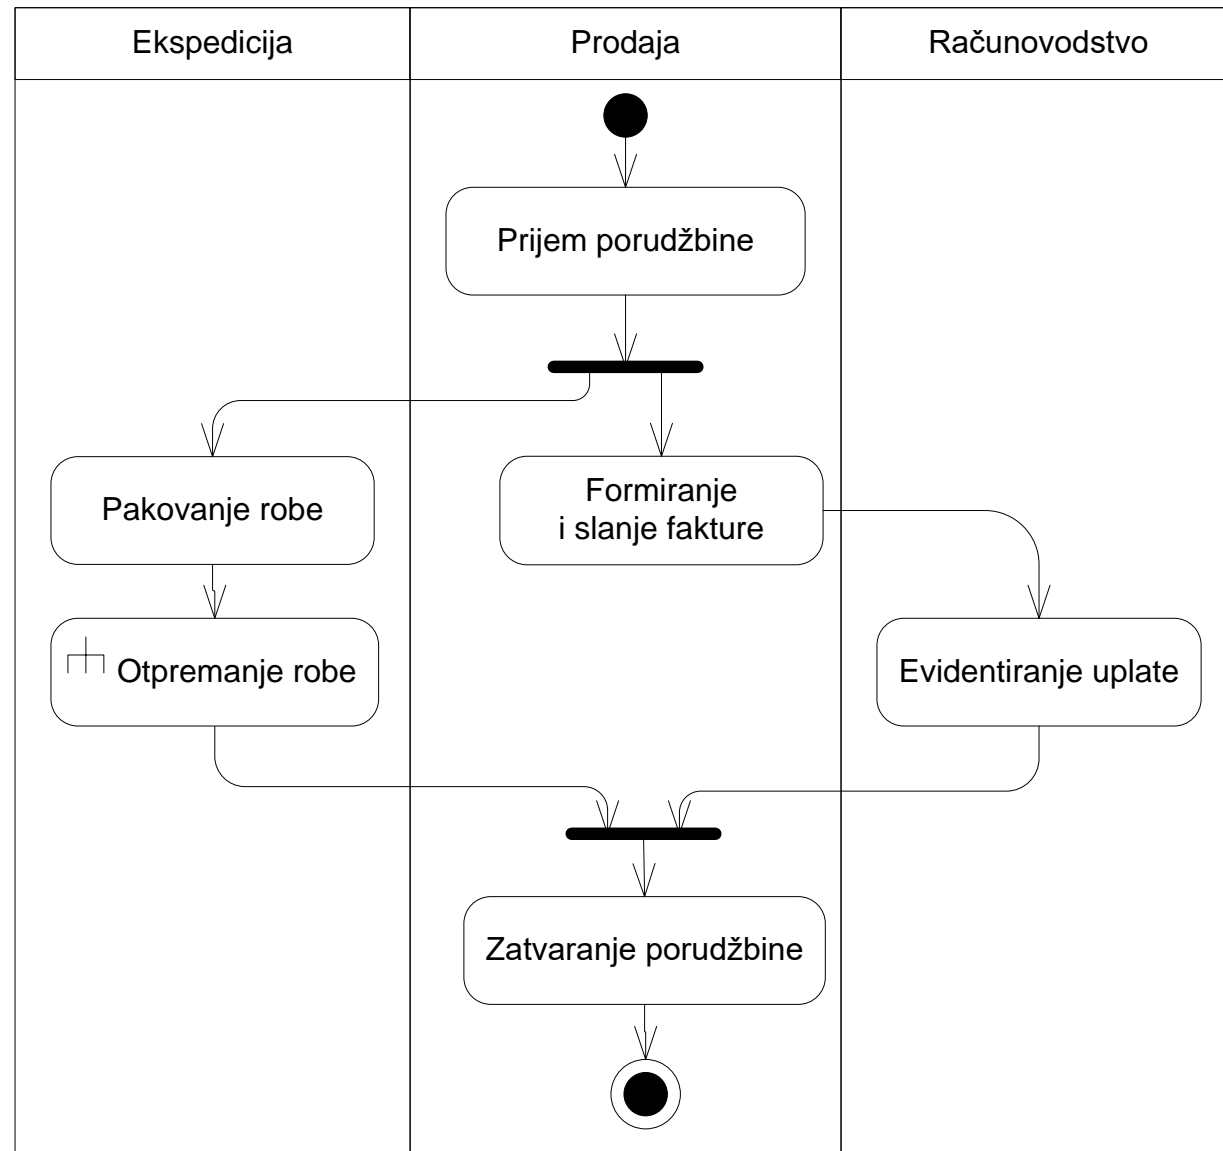 Ekspedicija
Prodaja
Računovodstvo
Prijem porudžbine
Pakovanje robe
Formiranje
i slanje fakture
Otpremanje robe
Evidentiranje uplate
Zatvaranje porudžbine